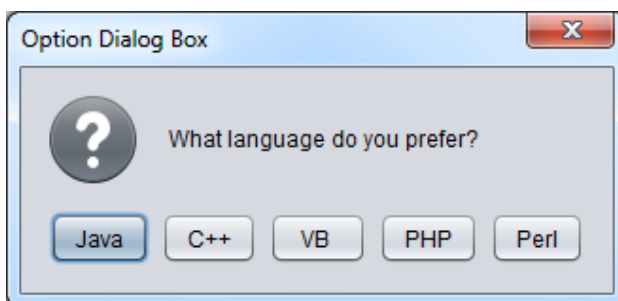 Option Dialog Box
What language do you prefer?
Java C++ VB PHP Perl